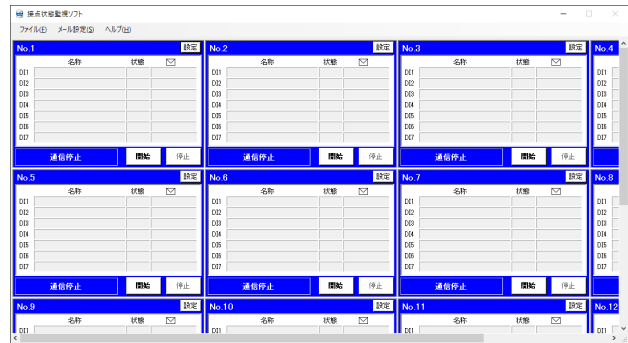 接点状態監視ソフト
ファイル(F) メール設定(S) ヘルプ(H)
No.1 設定 No.2 設定 No.3 設定 No.4
名称 状態 名称 状態 名称 状態
DI1 DI1 DI1 DI1
DI2 DI2 DI2 DI2
DI3 DI3 DI3 DI3
DI4 DI4 DI4 DI4
DI5 DI5 DI5 DI5
DI6 DI6 DI6 DI6
DI7 DI7 DI7 DI7
通信停止 開始 停止 通信停止 開始 停止 通信停止 開始 停止
No.5 設定 No.6 設定 No.7 設定 No.8
名称 状態 名称 状態 名称 状態
DI1 DI1 DI1 DI1
DI2 DI2 DI2 DI2
DI3 DI3 DI3 DI3
DI4 DI4 DI4 DI4
DI5 DI5 DI5 DI5
DI6 DI6 DI6 DI6
DI7 DI7 DI7 DI7
通信停止 開始 停止 通信停止 開始 停止 通信停止 開始 停止
No.9 設定 No.10 設定 No.11 設定 No.12
名称 状態 名称 状態 名称 状態
DI1 DI1 DI1 DI1